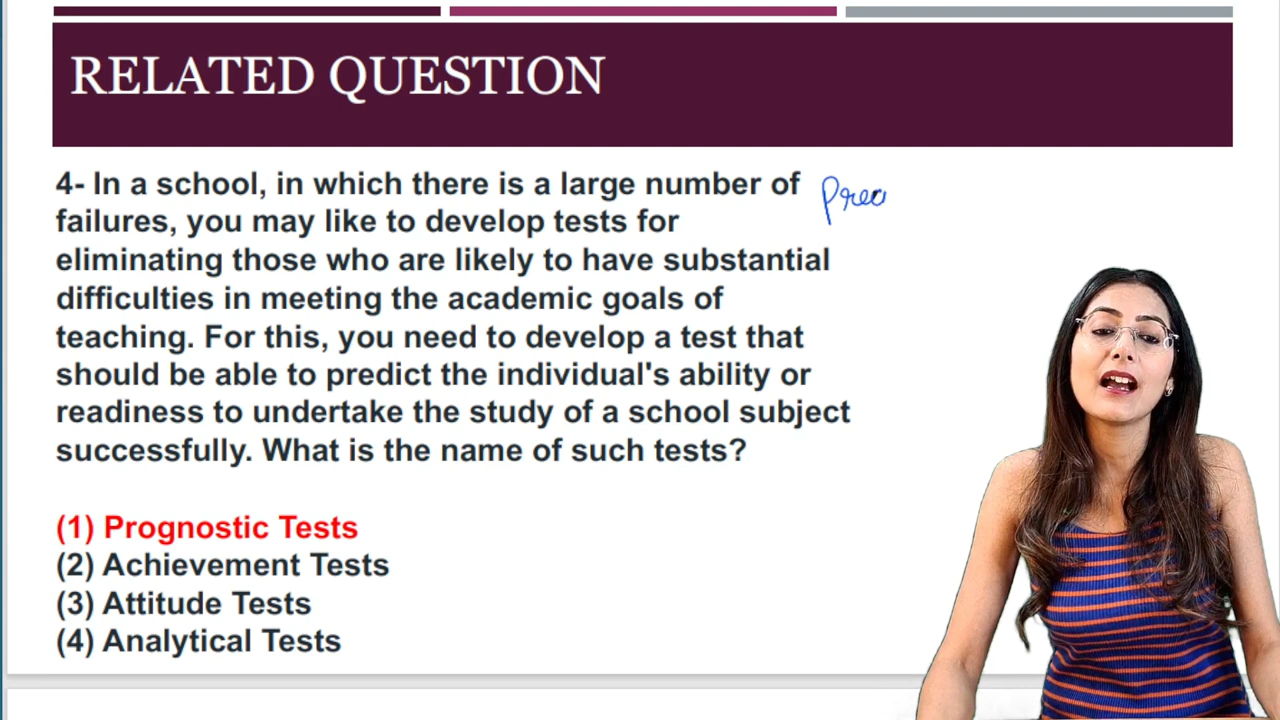 RELATED QUESTION
4- In a school, in which there is a large number of
failures, you may like to develop tests for
eliminating those who are likely to have substantial
difficulties in meeting the academic goals of
teaching. For this, you need to develop a test that
should be able to predict the individual's ability or
readiness to undertake the study of a school subject
successfully. What is the name of such tests?
(1) Prognostic Tests
(2) Achievement Tests
(3) Attitude Tests
(4) Analytical Tests